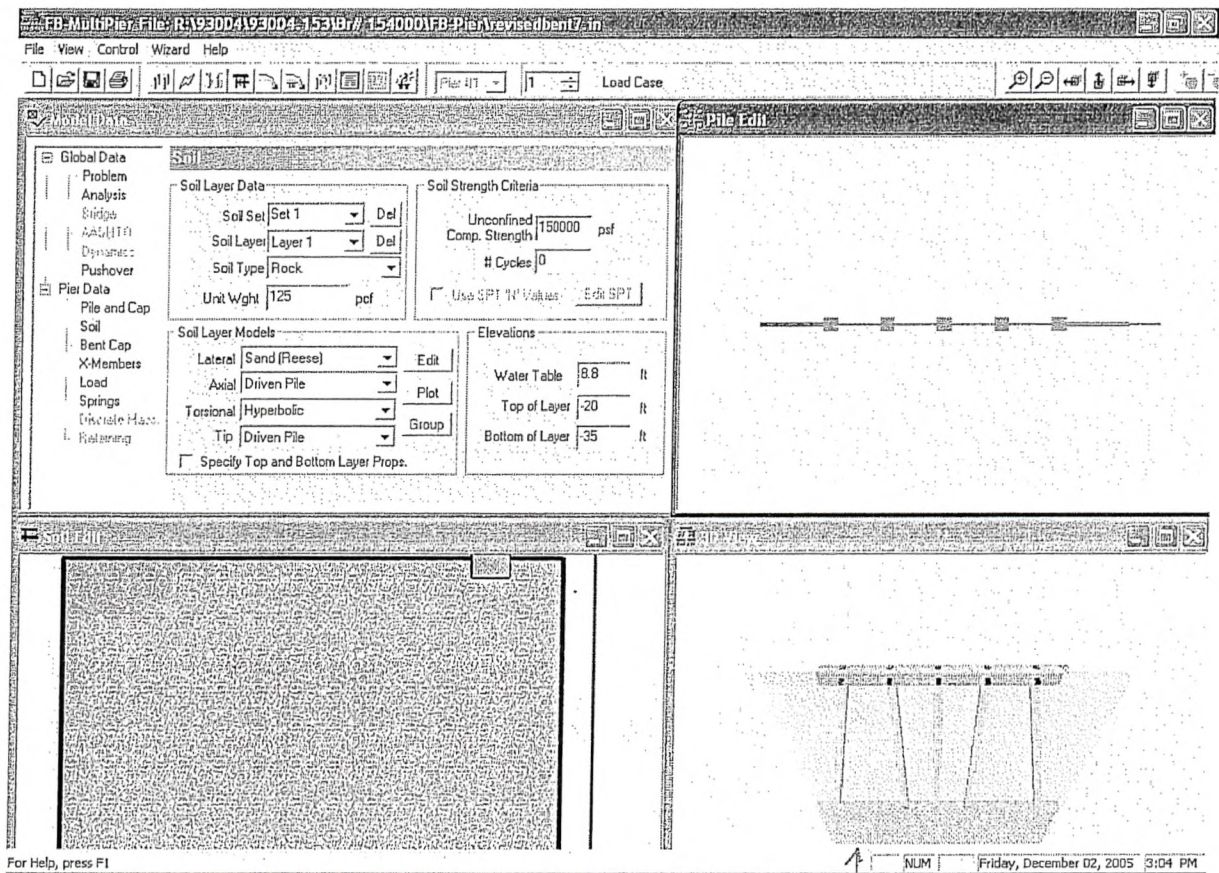 FB-MultiPier File: R:\93004\93004-153\Br# 154000\FB-Pier\revisedbent7.in
File View Control Wizard Help
Pier #1 1 Load Case
Model Data
Global Data
Problem
Analysis
Bridge
AASHTO
Dynamics
Pushover
Pier Data
Pile and Cap
Soil
Bent Cap
X-Members
Load
Springs
Discrete Mass
Retaining
Soil
Soil Layer Data
Soil Set Set 1 Del
Soil Layer Layer 1 Del
Soil Type Rock
Unit Wght 125 pcf
Soil Strength Criteria
Unconfined Comp. Strength 150000 psf
# Cycles 0
Use SPT 'N' Values Edit SPT
Soil Layer Models
Lateral Sand (Reese) Edit
Axial Driven Pile Plot
Torsional Hyperbolic Group
Tip Driven Pile
Specify Top and Bottom Layer Props.
Elevations
Water Table 8.8 ft
Top of Layer -20 ft
Bottom of Layer -35 ft
Pile Edit
Soil Edit
3D View
For Help, press F1
NUM Friday, December 02, 2005 3:04 PM